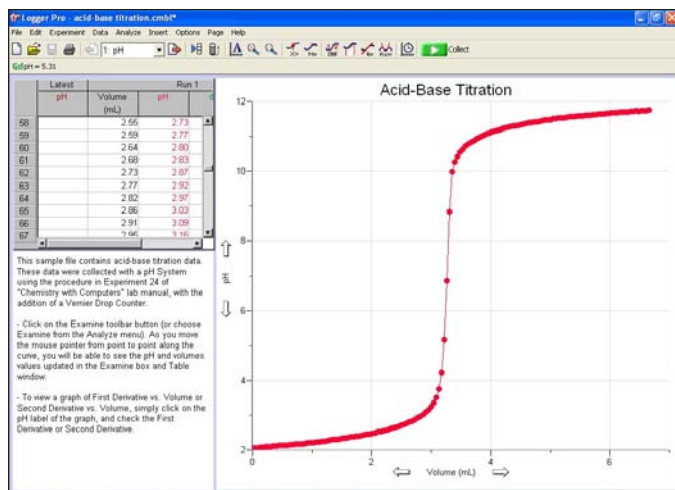 Logger Pro - acid-base titration.cmbl*
File Edit Experiment Data Analyze Insert Options Page Help
1: pH
Collect
pH = 5.31
Latest Run 1
pH Volume pH
(mL)
58 2.55 2.73
59 2.59 2.77
60 2.64 2.80
61 2.68 2.83
62 2.73 2.87
63 2.77 2.92
64 2.82 2.97
65 2.86 3.03
66 2.91 3.09
67 2.96 3.16
This sample file contains acid-base titration data.
These data were collected with a pH System
using the procedure in Experiment 24 of
"Chemistry with Computers" lab manual, with the
addition of a Vernier Drop Counter.
- Click on the Examine toolbar button (or choose
Examine from the Analyze menu). As you move
the mouse pointer from point to point along the
curve, you will be able to see the pH and volumes
values updated in the Examine box and Table
window.
- To view a graph of First Derivative vs. Volume or
Second Derivative vs. Volume, simply click on the
pH label of the graph, and check the First
Derivative or Second Derivative.
Acid-Base Titration
12
10
8
6
4
2
pH
0 2 4 6
Volume (mL)